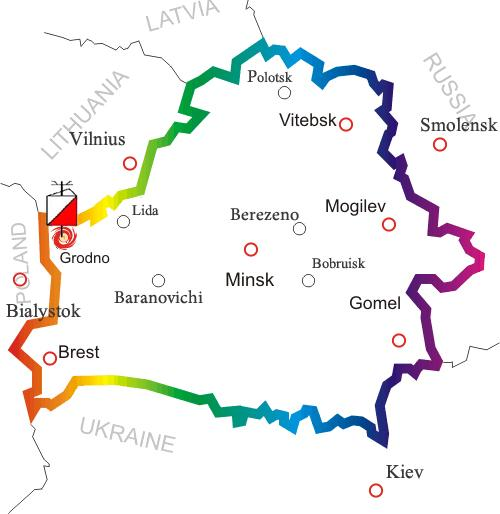 LATVIA
RUSSIA
Polotsk
LITHUANIA
Vitebsk
Smolensk
Vilnius
Lida
Mogilev
Berezeno
POLAND
Grodno
Minsk
Bobruisk
Baranovichi
Gomel
Bialystok
Brest
UKRAINE
Kiev